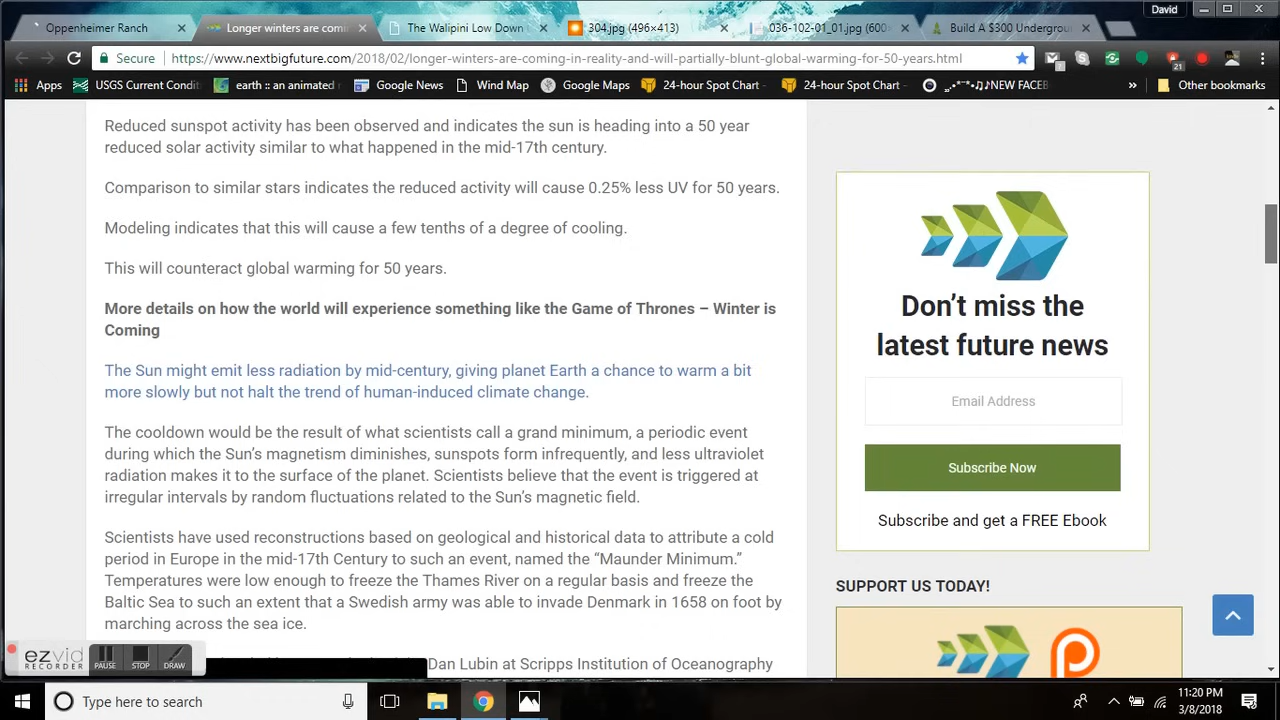 David
Oppenheimer Ranch
Longer winters are comi
The Walipini Low Down
304.jpg (496×413)
036-102-01_01.jpg (600×
Build A $300 Undergrou
Secure
https://www.nextbigfuture.com/2018/02/longer-winters-are-coming-in-reality-and-will-partially-blunt-global-warming-for-50-years.html
Apps
USGS Current Condit
earth :: an animated
Google News
Wind Map
Google Maps
24-hour Spot Chart -
24-hour Spot Chart -
NEW FACEB
»
Other bookmarks
21
Reduced sunspot activity has been observed and indicates the sun is heading into a 50 year
reduced solar activity similar to what happened in the mid-17th century.
Comparison to similar stars indicates the reduced activity will cause 0.25% less UV for 50 years.
Modeling indicates that this will cause a few tenths of a degree of cooling.
This will counteract global warming for 50 years.
More details on how the world will experience something like the Game of Thrones – Winter is
Coming
The Sun might emit less radiation by mid-century, giving planet Earth a chance to warm a bit
more slowly but not halt the trend of human-induced climate change.
The cooldown would be the result of what scientists call a grand minimum, a periodic event
during which the Sun’s magnetism diminishes, sunspots form infrequently, and less ultraviolet
radiation makes it to the surface of the planet. Scientists believe that the event is triggered at
irregular intervals by random fluctuations related to the Sun’s magnetic field.
Scientists have used reconstructions based on geological and historical data to attribute a cold
period in Europe in the mid-17th Century to such an event, named the “Maunder Minimum.”
Temperatures were low enough to freeze the Thames River on a regular basis and freeze the
Baltic Sea to such an extent that a Swedish army was able to invade Denmark in 1658 on foot by
marching across the sea ice.
Dan Lubin at Scripps Institution of Oceanography
Don’t miss the
latest future news
Email Address
Subscribe Now
Subscribe and get a FREE Ebook
SUPPORT US TODAY!
ezvid
RECORDER
PAUSE
STOP
DRAW
Type here to search
11:20 PM
3/8/2018